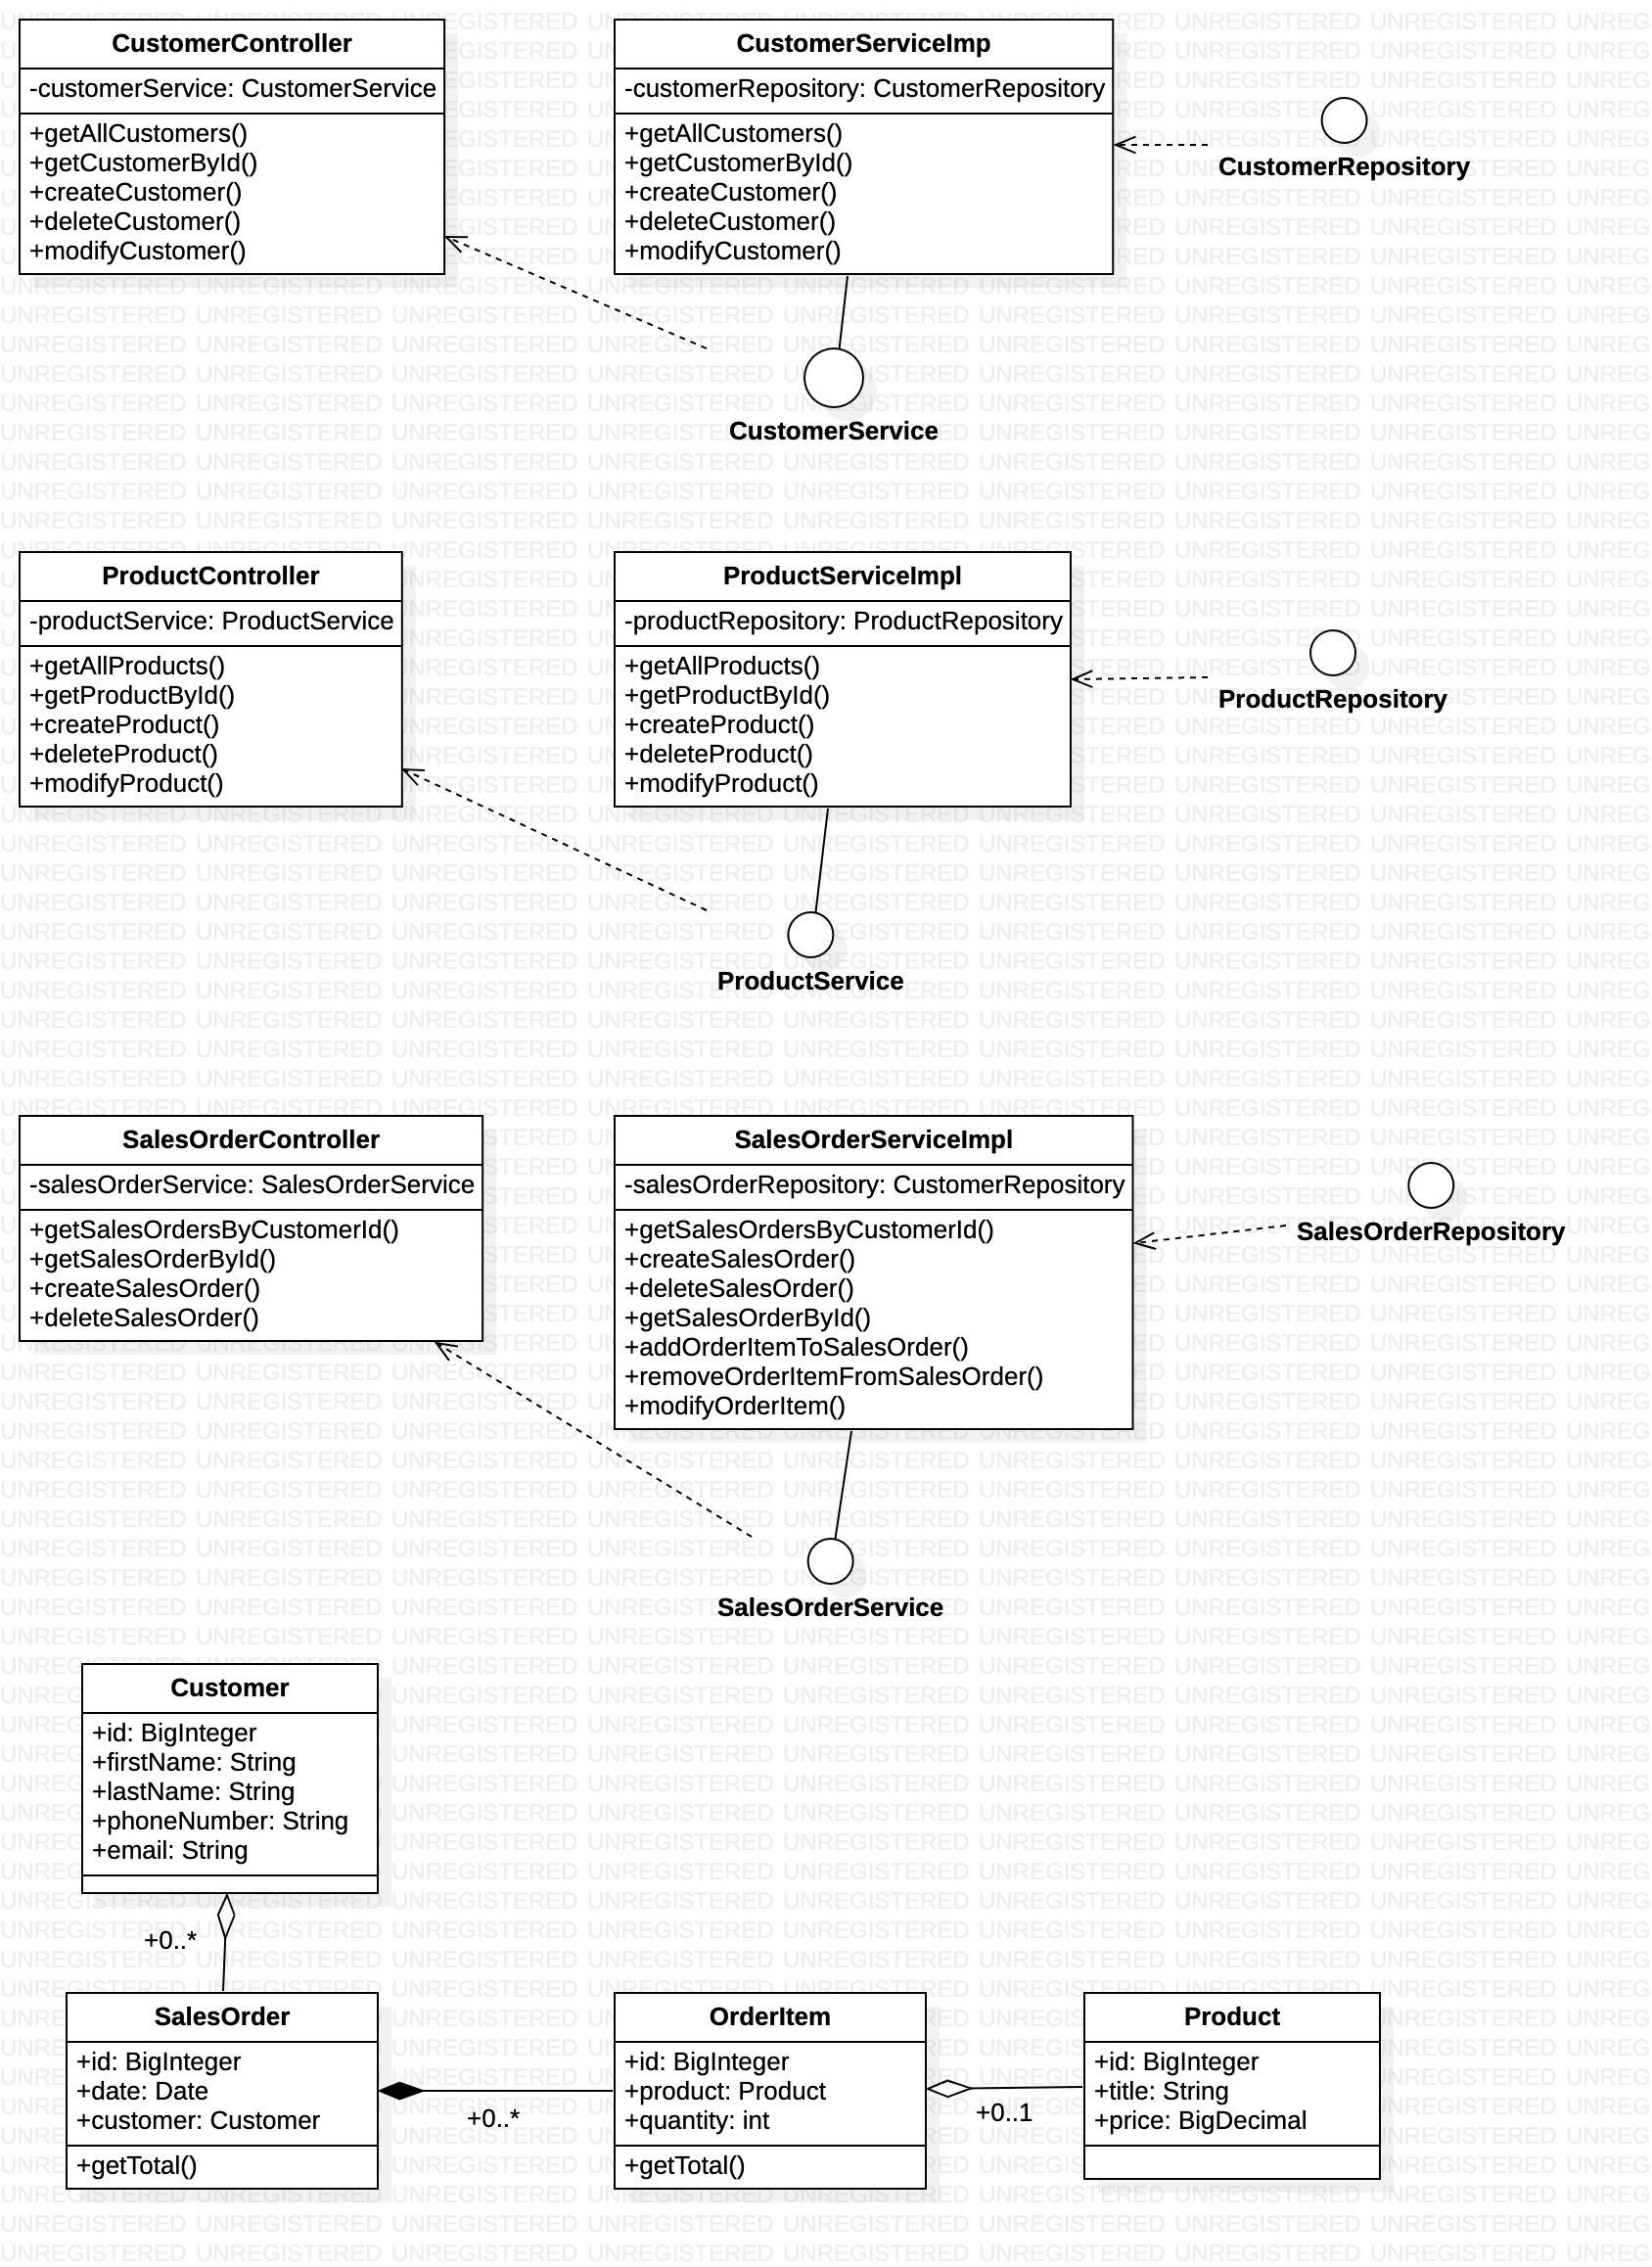 CustomerController
-customerService: CustomerService
+getAllCustomers()
+getCustomerById()
+createCustomer()
+deleteCustomer()
+modifyCustomer()
CustomerServiceImp
-customerRepository: CustomerRepository
+getAllCustomers()
+getCustomerById()
+createCustomer()
+deleteCustomer()
+modifyCustomer()
CustomerRepository
CustomerService
ProductController
-productService: ProductService
+getAllProducts()
+getProductById()
+createProduct()
+deleteProduct()
+modifyProduct()
ProductServiceImpl
-productRepository: ProductRepository
+getAllProducts()
+getProductById()
+createProduct()
+deleteProduct()
+modifyProduct()
ProductRepository
ProductService
SalesOrderController
-salesOrderService: SalesOrderService
+getSalesOrdersByCustomerId()
+getSalesOrderById()
+createSalesOrder()
+deleteSalesOrder()
SalesOrderServiceImpl
-salesOrderRepository: CustomerRepository
+getSalesOrdersByCustomerId()
+createSalesOrder()
+deleteSalesOrder()
+getSalesOrderById()
+addOrderItemToSalesOrder()
+removeOrderItemFromSalesOrder()
+modifyOrderItem()
SalesOrderRepository
SalesOrderService
Customer
+id: BigInteger
+firstName: String
+lastName: String
+phoneNumber: String
+email: String
+0..*
SalesOrder
+id: BigInteger
+date: Date
+customer: Customer
+getTotal()
+0..*
OrderItem
+id: BigInteger
+product: Product
+quantity: int
+getTotal()
+0..1
Product
+id: BigInteger
+title: String
+price: BigDecimal
UNREGISTERED